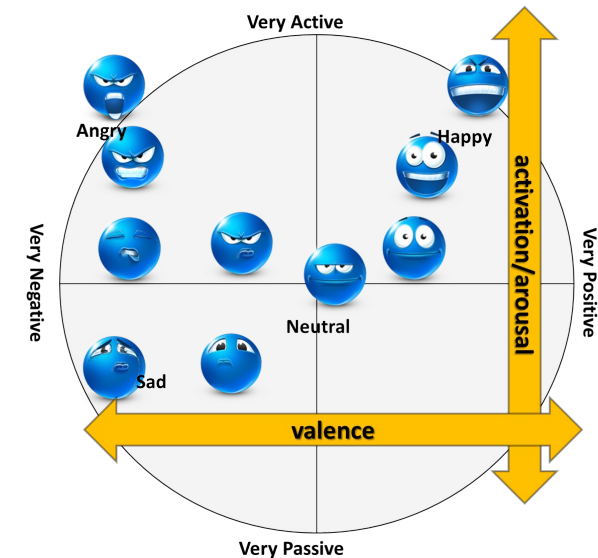 Very Active
Angry
Happy
activation/arousal
Very Negative
Very Positive
Neutral
Sad
valence
Very Passive